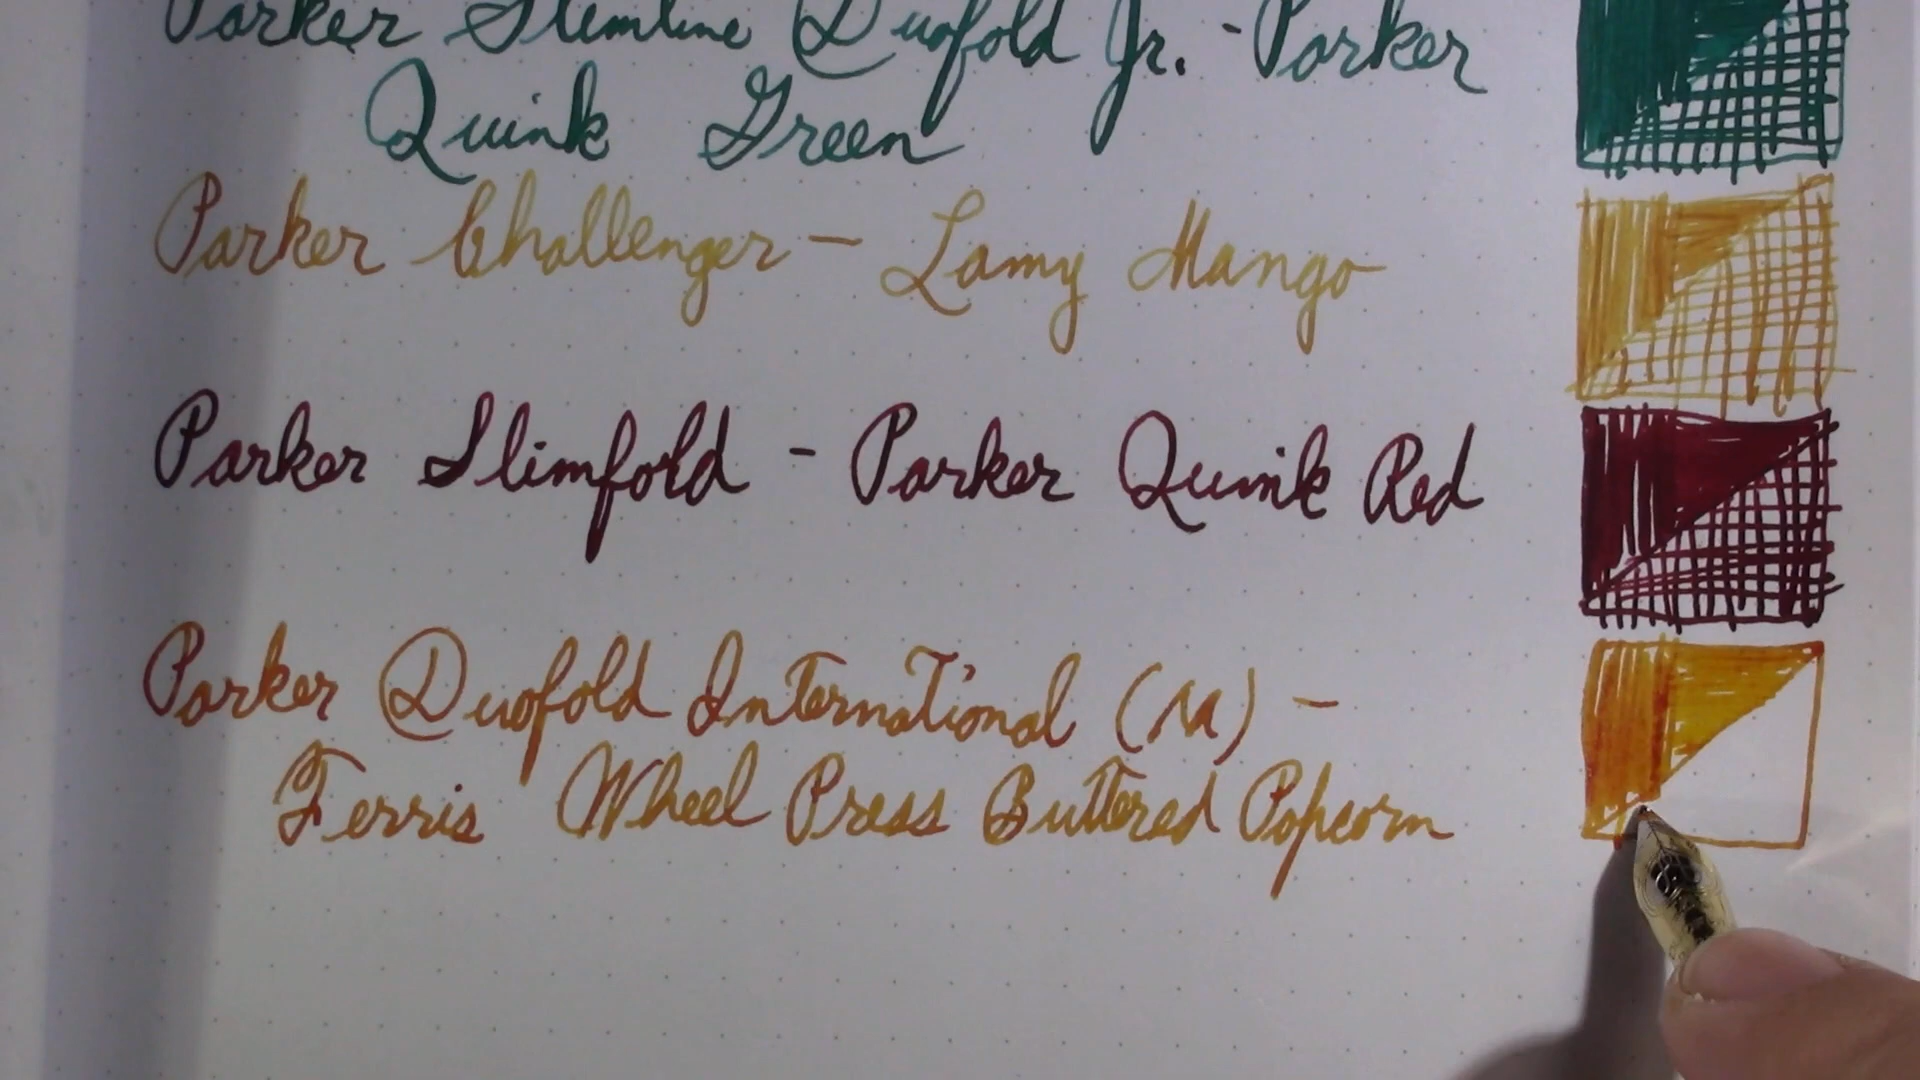 Parker Slimline Duofold Jr. - Parker
Quink Green
Parker Challenger - Lamy Mango
Parker Slimfold - Parker Quink Red
Parker Duofold International (M) -
Ferris Wheel Press Buttered Popcorn